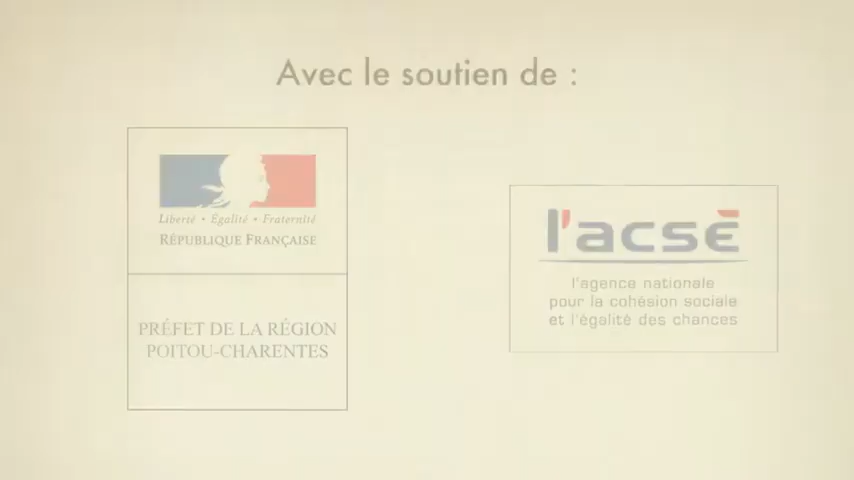 Avec le soutien de :
Liberté • Égalité • Fraternité
RÉPUBLIQUE FRANÇAISE
PRÉFET DE LA RÉGION
POITOU-CHARENTES
l'acsé
l'agence nationale
pour la cohésion sociale
et l'égalité des chances